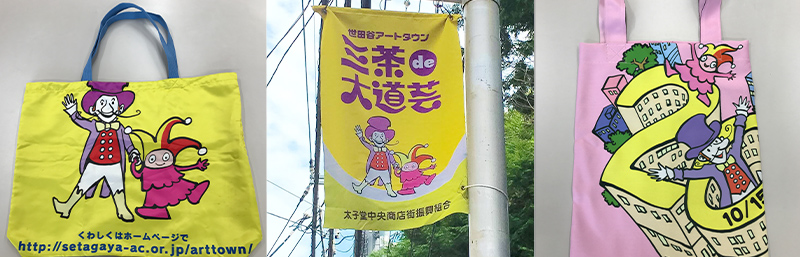 くわしくはホームページで
http://setagaya-ac.or.jp/arttown/
世田谷アートタウン
三茶de
大道芸
太子堂中央商店街振興組合
10/15